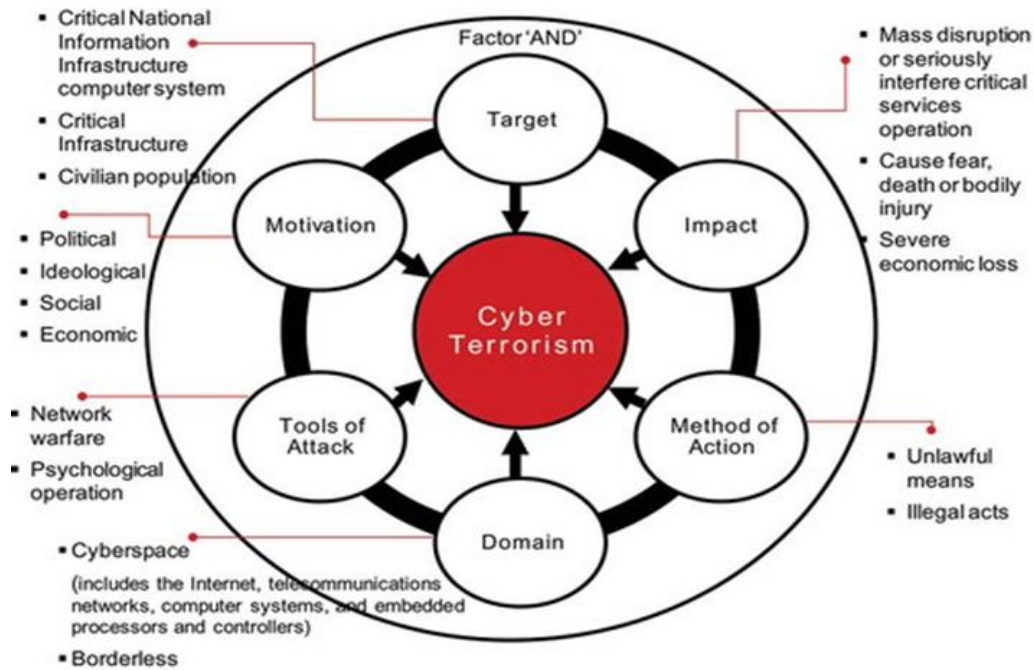 ▪ Critical National
Information
Infrastructure
computer system
▪ Critical
Infrastructure
▪ Civilian population
Factor 'AND'
▪ Mass disruption
or seriously
interfere critical
services
operation
▪ Cause fear,
death or bodily
injury
▪ Severe
economic loss
Target
Motivation
Impact
▪ Political
▪ Ideological
▪ Social
▪ Economic
Cyber
Terrorism
▪ Network
warfare
▪ Psychological
operation
Tools of
Attack
Method of
Action
▪ Unlawful
means
▪ Illegal acts
Domain
▪ Cyberspace
(includes the Internet, telecommunications
networks, computer systems, and embedded
processors and controllers)
▪ Borderless